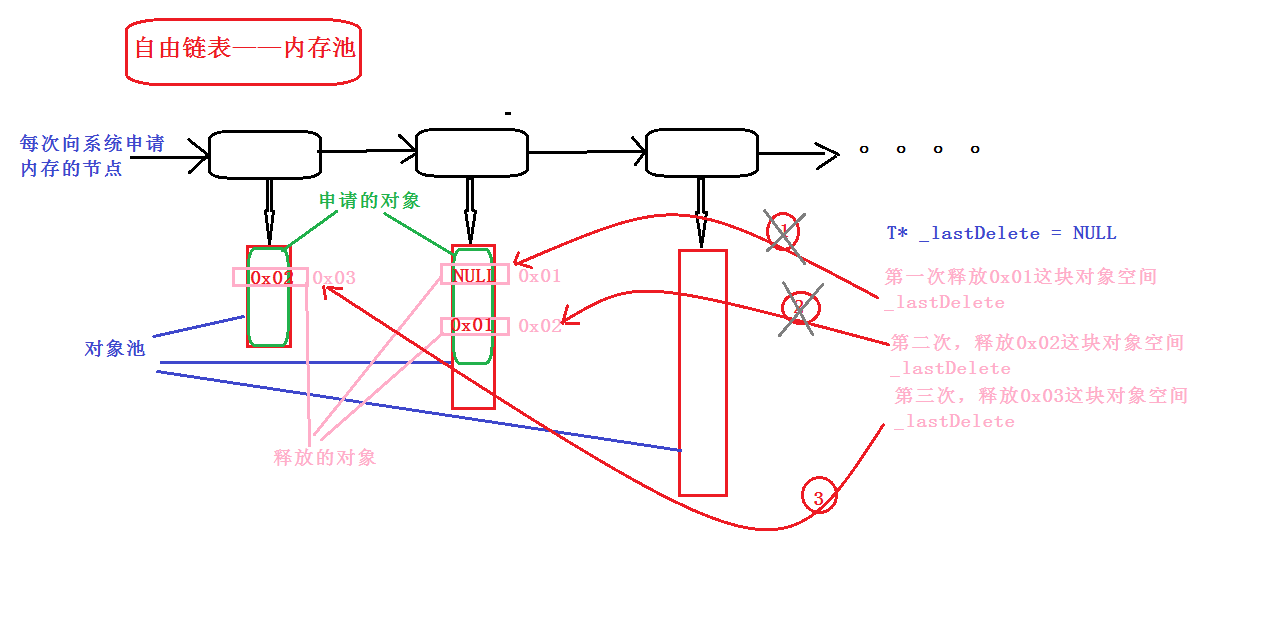 自由链表——内存池
每次向系统申请
内存的节点
。 。 。 。
申请的对象
1
T* _lastDelete = NULL
0x02 0x03
NULL 0x01
第一次释放0x01这块对象空间
_lastDelete
2
0x01 0x02
对象池
第二次，释放0x02这块对象空间
_lastDelete
第三次，释放0x03这块对象空间
_lastDelete
释放的对象
3